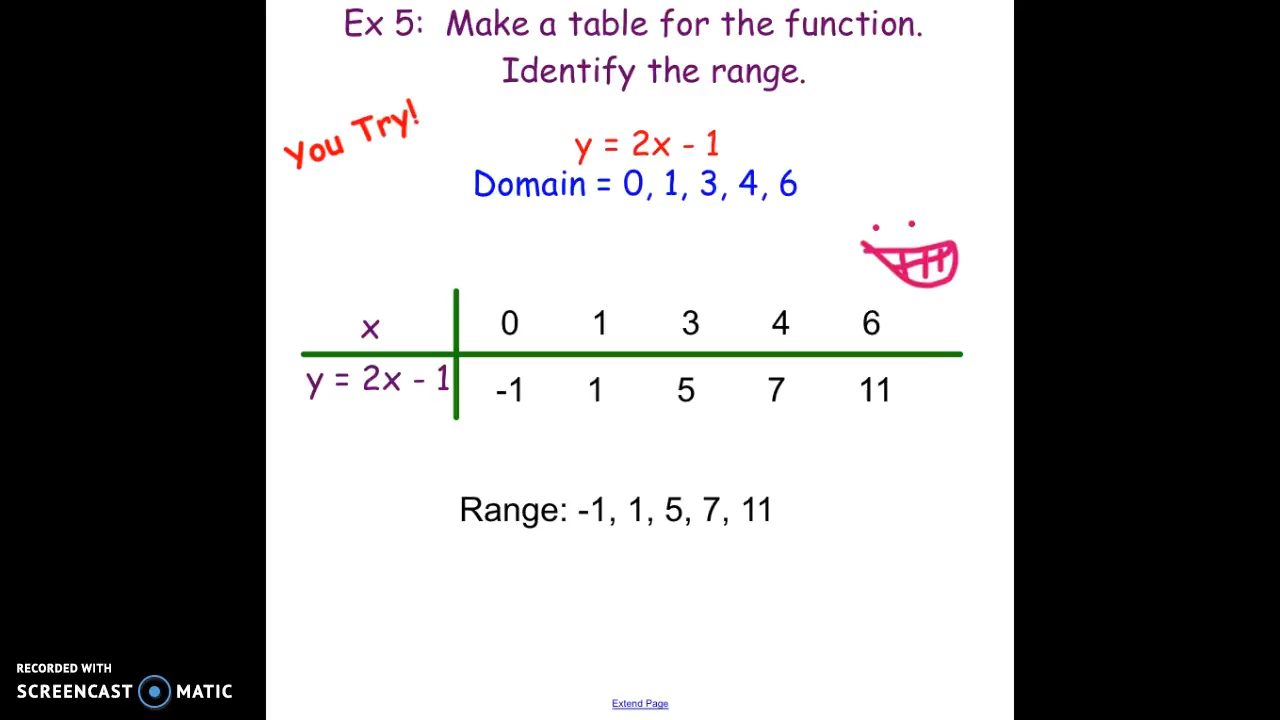 Ex 5: Make a table for the function.
Identify the range.
You Try!
y = 2x - 1
Domain = 0, 1, 3, 4, 6
x 0 1 3 4 6
y = 2x - 1 -1 1 5 7 11
Range: -1, 1, 5, 7, 11
RECORDED WITH
SCREENCAST MATIC
Extend Page